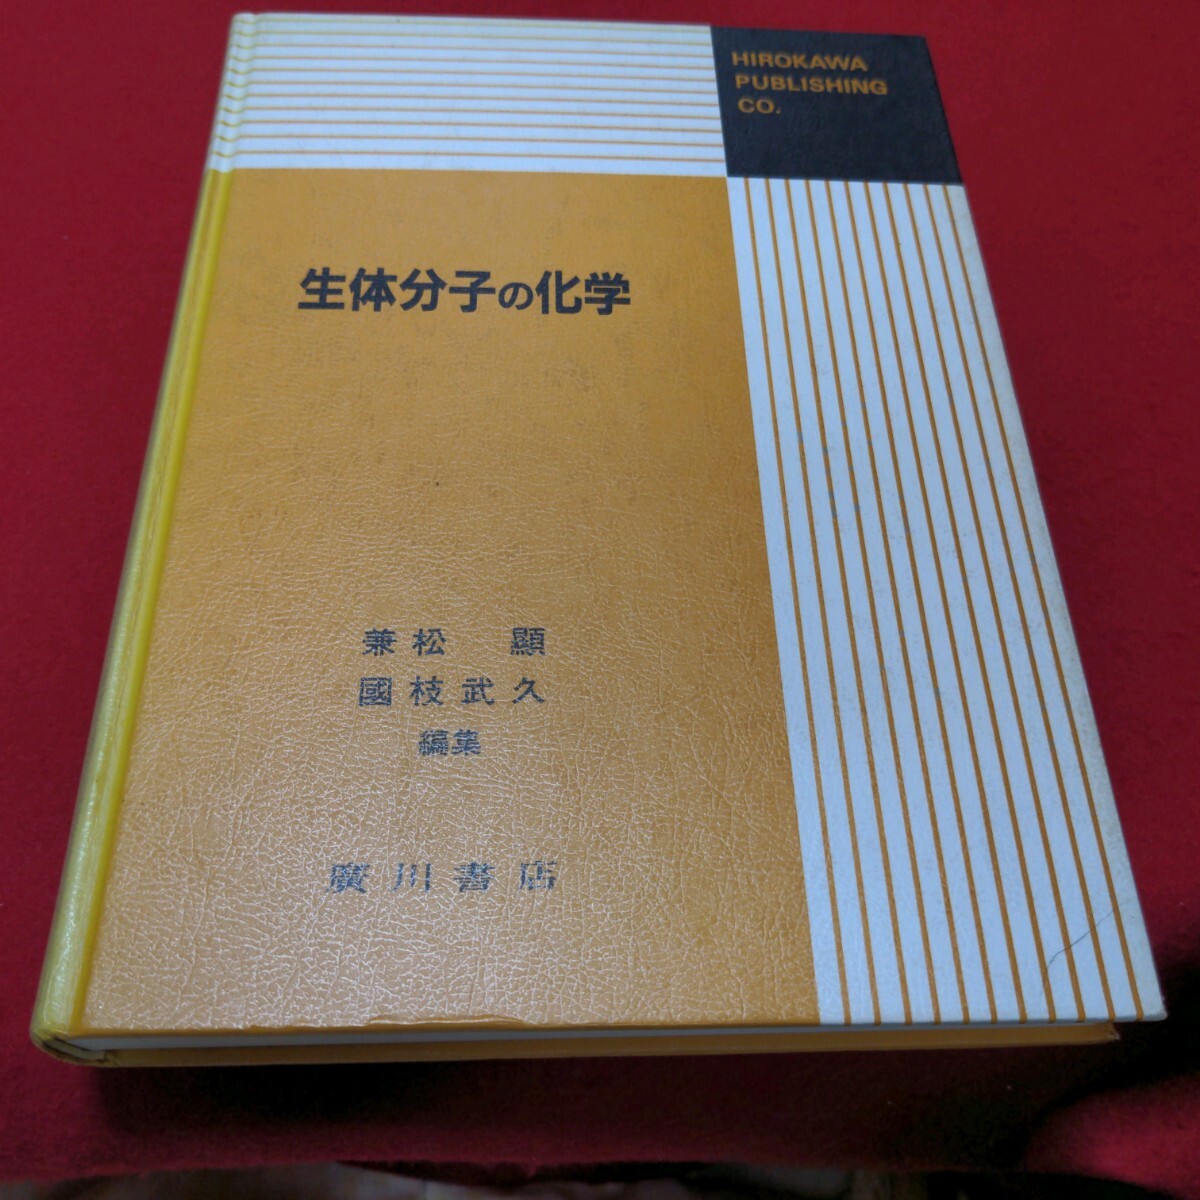 HIROKAWA
PUBLISHING
CO.
生体分子の化学
兼松 顯
國枝武久
編集
廣川書店